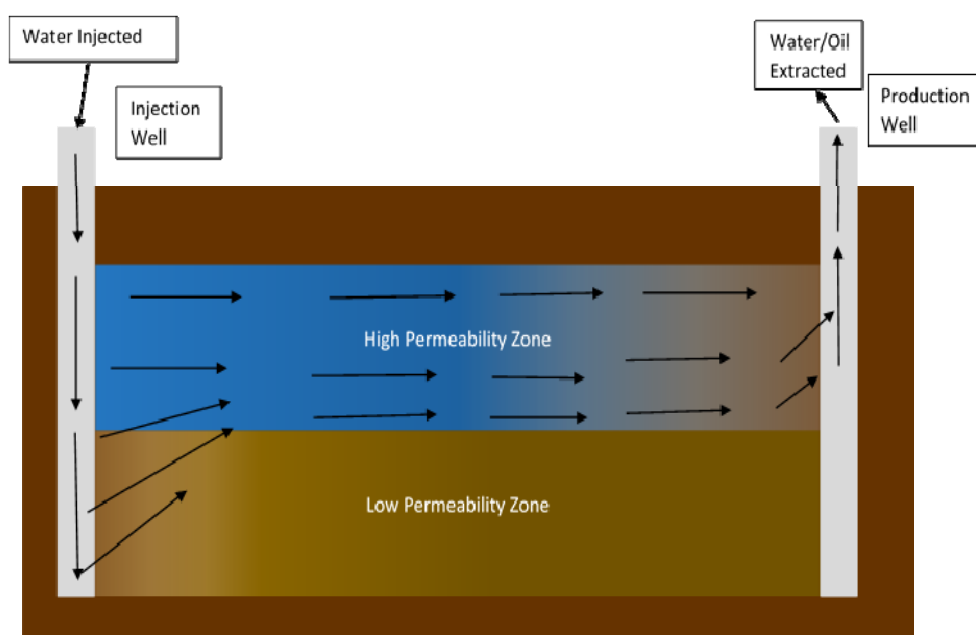 Water Injected
Injection
Well
Water/Oil
Extracted
Production
Well
High Permeability Zone
Low Permeability Zone